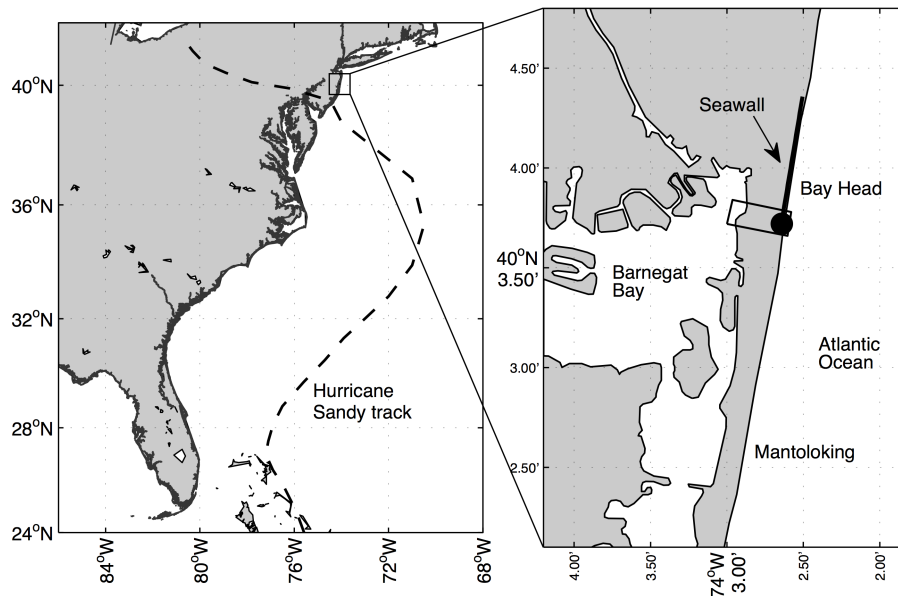 40°N
36°N
32°N
28°N
24°N
84°W
80°W
76°W
72°W
68°W
Hurricane
Sandy track
4.50'
4.00'
40°N
3.50'
3.00'
2.50'
4.00'
3.50'
74°W
3.00'
2.50'
2.00'
Seawall
Bay Head
Barnegat
Bay
Atlantic
Ocean
Mantoloking